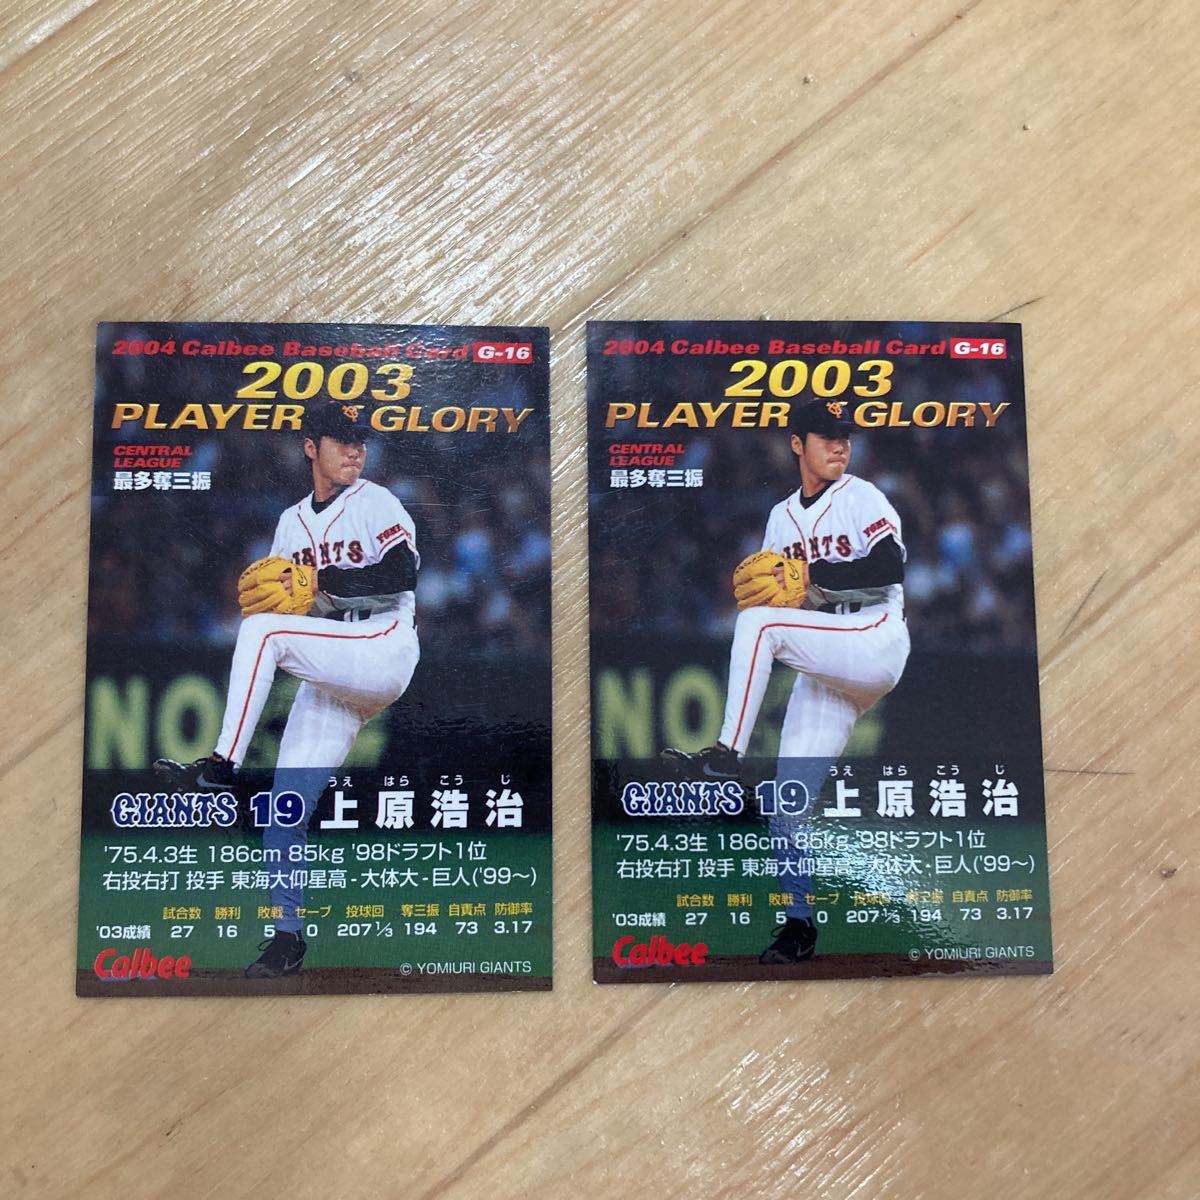 2004 Calbee Baseball Card G-16
2003
PLAYER GLORY
CENTRAL
LEAGUE
最多奪三振
YOMI
IANTS
NO
うえ はら こう じ
GIANTS 19 上原浩治
'75.4.3生 186cm 85kg '98ドラフト1位
右投右打 投手 東海大仰星高-大体大-巨人('99～)
試合数 勝利 敗戦 セーブ 投球回 奪三振 自責点 防御率
'03成績 27 16 5 0 207 1/3 194 73 3.17
Calbee
© YOMIURI GIANTS
2004 Calbee Baseball Card G-16
2003
PLAYER GLORY
CENTRAL
LEAGUE
最多奪三振
YOMI
IANTS
NO
うえ はら こう じ
GIANTS 19 上原浩治
'75.4.3生 186cm 85kg '98ドラフト1位
右投右打 投手 東海大仰星高-大体大-巨人('99～)
試合数 勝利 敗戦 セーブ 投球回 奪三振 自責点 防御率
'03成績 27 16 5 0 207 1/3 194 73 3.17
Calbee
© YOMIURI GIANTS